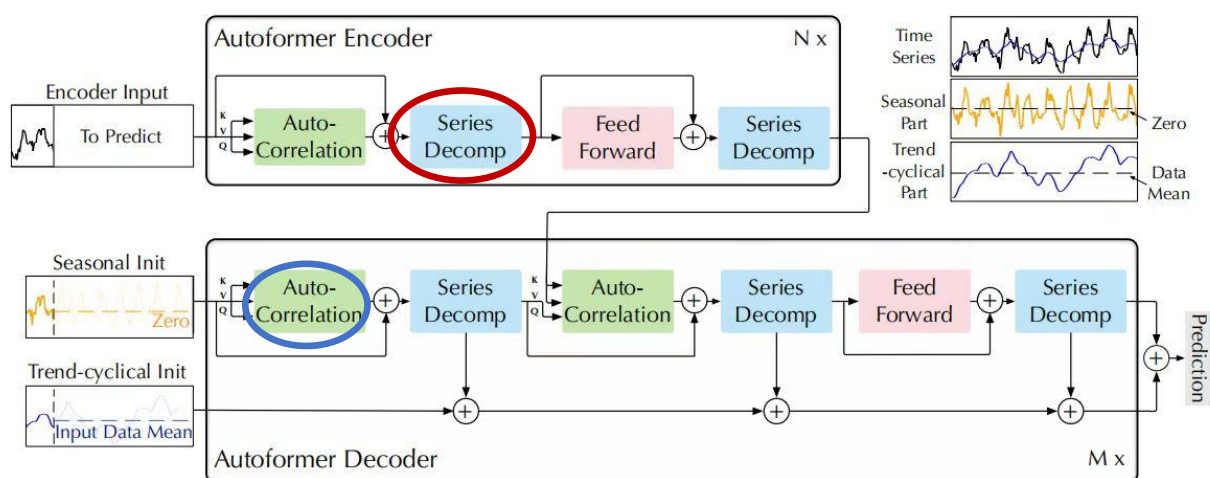 Autoformer Encoder
N x
Encoder Input
To Predict
K
V
Q
Auto-
Correlation
+
Series
Decomp
Feed
Forward
+
Series
Decomp
Time
Series
Seasonal
Part
Zero
Trend
-cyclical
Part
Data
Mean
Seasonal Init
Zero
K
V
Q
Auto-
Correlation
+
Series
Decomp
K
V
Q
Auto-
Correlation
+
Series
Decomp
Feed
Forward
+
Series
Decomp
Trend-cyclical Init
Input Data Mean
+
+
+
+
Prediction
Autoformer Decoder
M x